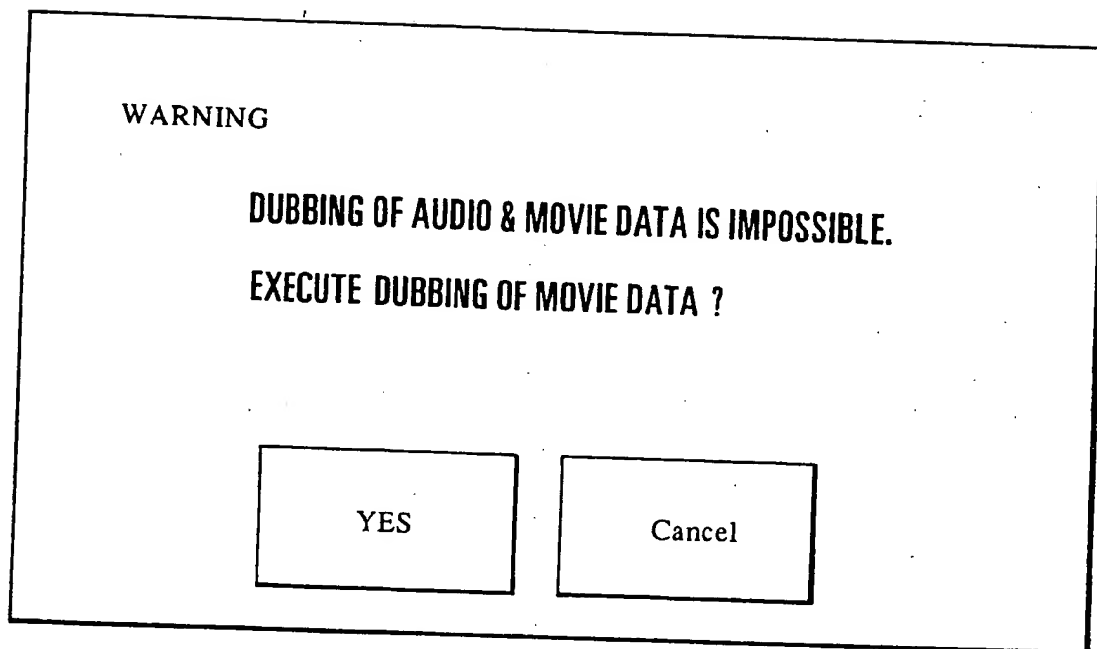 WARNING
DUBBING OF AUDIO & MOVIE DATA IS IMPOSSIBLE.
EXECUTE DUBBING OF MOVIE DATA ?
YES
Cancel